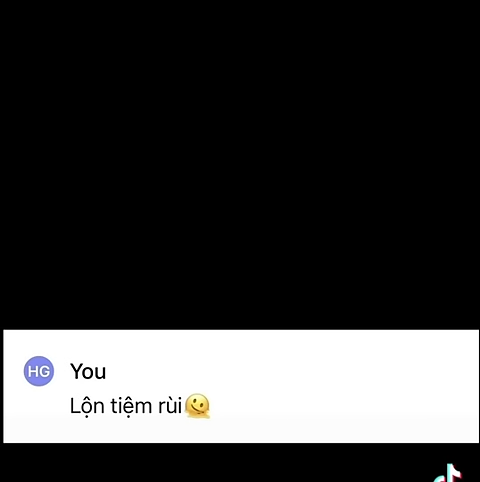 HG
You
Lộn tiệm rùi🫠